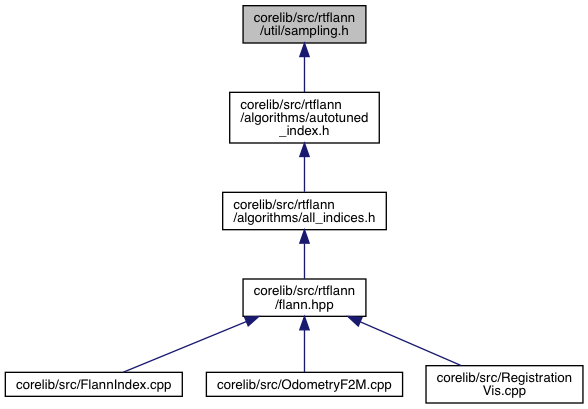 corelib/src/rtflann
/util/sampling.h
corelib/src/rtflann
/algorithms/autotuned
_index.h
corelib/src/rtflann
/algorithms/all_indices.h
corelib/src/rtflann
/flann.hpp
corelib/src/FlannIndex.cpp
corelib/src/OdometryF2M.cpp
corelib/src/Registration
Vis.cpp